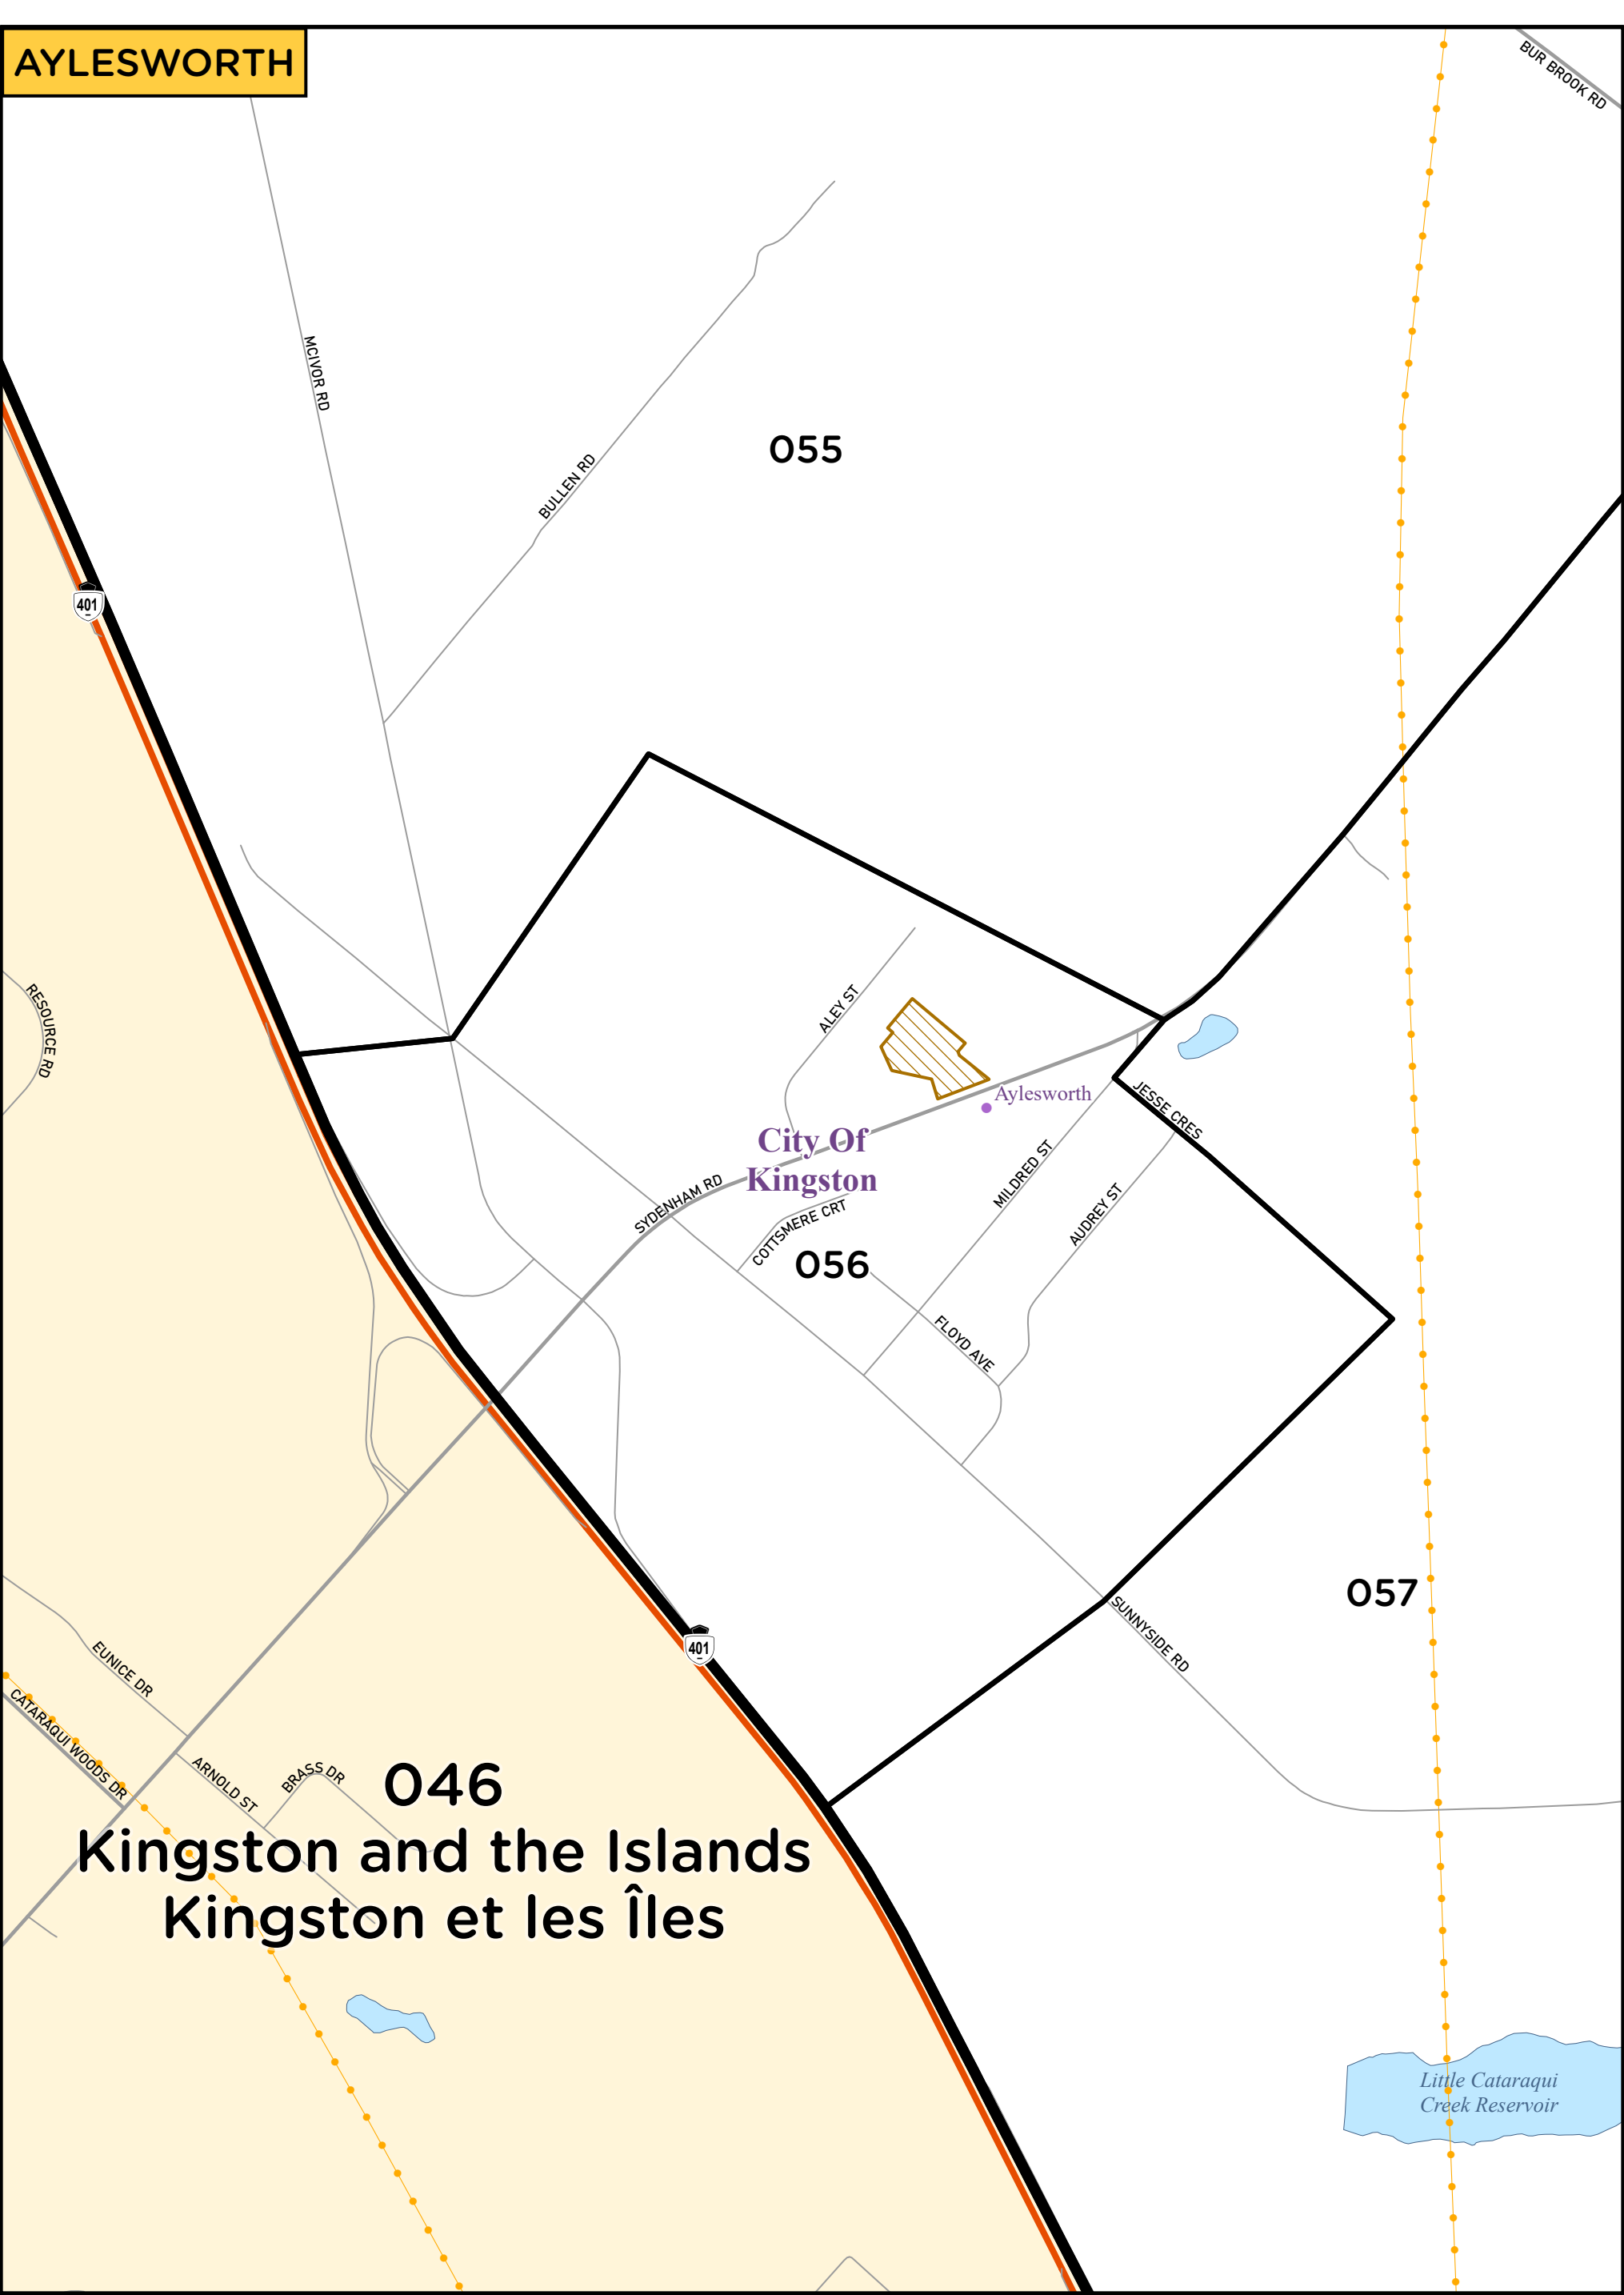 AYLESWORTH
BUR BROOK RD
MCIVOR RD
055
BULLEN RD
401
RESOURCE RD
ALEY ST
Aylesworth
JESSE CRES
City Of
Kingston
MILDRED ST
SYDENHAM RD
AUDREY ST
COTTSMERE CRT
056
FLOYD AVE
057
SUNNYSIDE RD
401
EUNICE DR
CATARAQUI WOODS DR
ARNOLD ST
BRASS DR
046
Kingston and the Islands
Kingston et les Îles
Little Cataraqui
Creek Reservoir